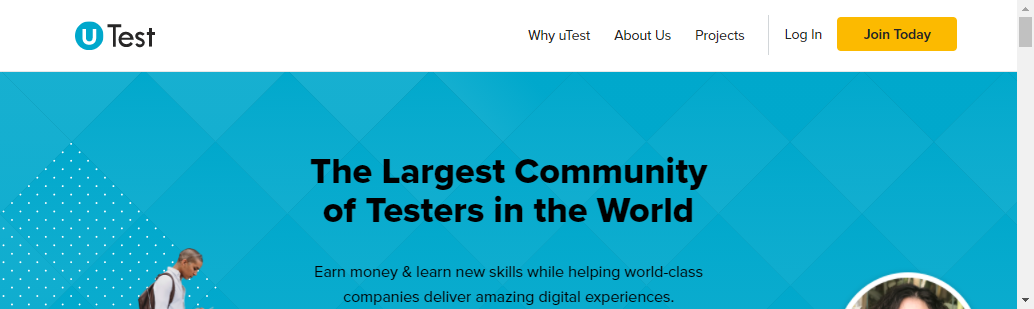 uTest
Why uTest
About Us
Projects
Log In
Join Today
The Largest Community
of Testers in the World
Earn money & learn new skills while helping world-class
companies deliver amazing digital experiences.